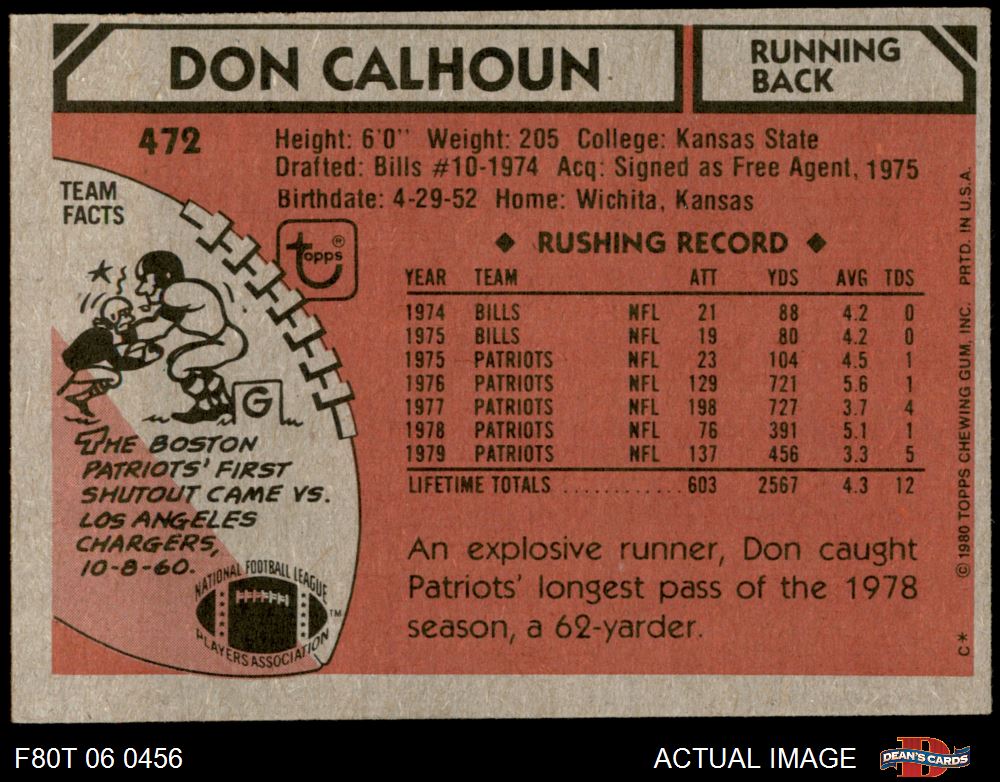 DON CALHOUN
RUNNING
BACK
472
Height: 6'0" Weight: 205 College: Kansas State
Drafted: Bills #10-1974 Acq: Signed as Free Agent, 1975
Birthdate: 4-29-52 Home: Wichita, Kansas
TEAM
FACTS
Topps ®
◆ RUSHING RECORD ◆
YEAR TEAM ATT YDS AVG TDS
1974 BILLS NFL 21 88 4.2 0
1975 BILLS NFL 19 80 4.2 0
1975 PATRIOTS NFL 23 104 4.5 1
1976 PATRIOTS NFL 129 721 5.6 1
1977 PATRIOTS NFL 198 727 3.7 4
1978 PATRIOTS NFL 76 391 5.1 1
1979 PATRIOTS NFL 137 456 3.3 5
LIFETIME TOTALS ............ 603 2567 4.3 12
G
THE BOSTON
PATRIOTS' FIRST
SHUTOUT CAME VS.
LOS ANGELES
CHARGERS,
10-8-60.
NATIONAL FOOTBALL LEAGUE
PLAYERS ASSOCIATION ™
An explosive runner, Don caught
Patriots' longest pass of the 1978
season, a 62-yarder.
© 1980 TOPPS CHEWING GUM, INC. PRTD. IN U.S.A.
C*
F80T 06 0456
ACTUAL IMAGE
D
DEAN'S CARDS